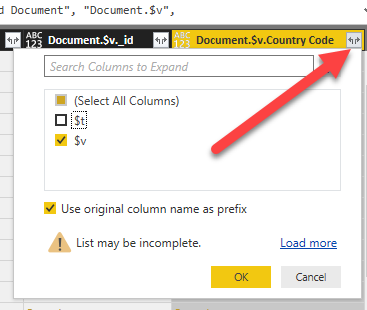 d Document", "Document.$v",
ABC 123 Document.$v._id ABC 123 Document.$v.Country Code
Search Columns to Expand
(Select All Columns)
$t
$v
Use original column name as prefix
List may be incomplete. Load more
OK Cancel